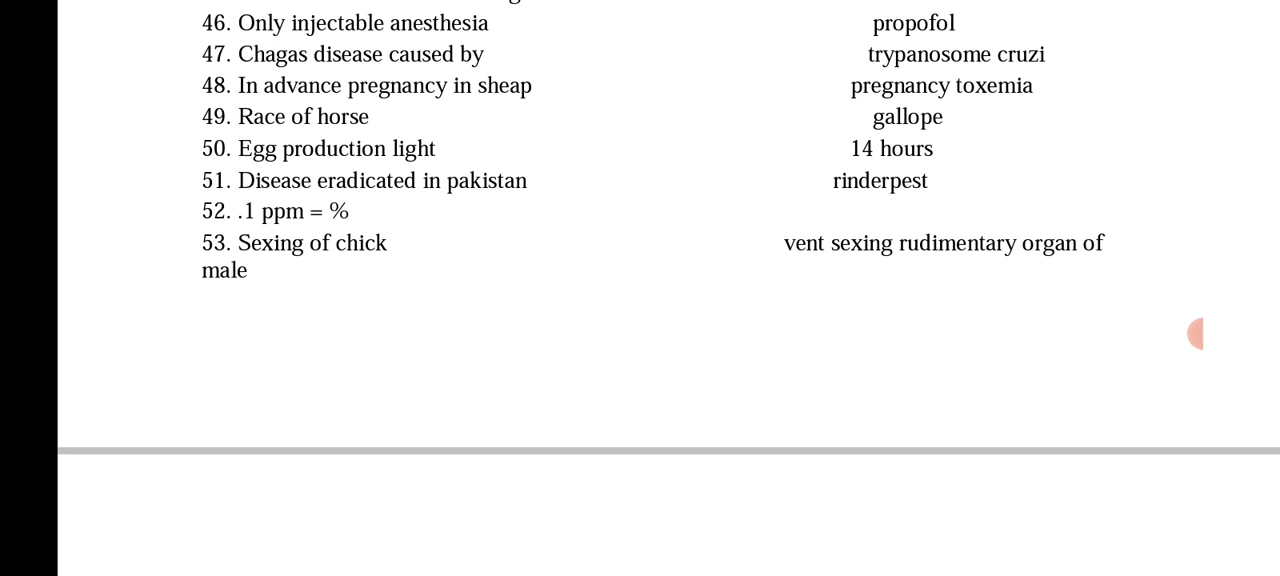 46. Only injectable anesthesia propofol
47. Chagas disease caused by trypanosome cruzi
48. In advance pregnancy in sheap pregnancy toxemia
49. Race of horse gallope
50. Egg production light 14 hours
51. Disease eradicated in pakistan rinderpest
52. .1 ppm = %
53. Sexing of chick vent sexing rudimentary organ of
male